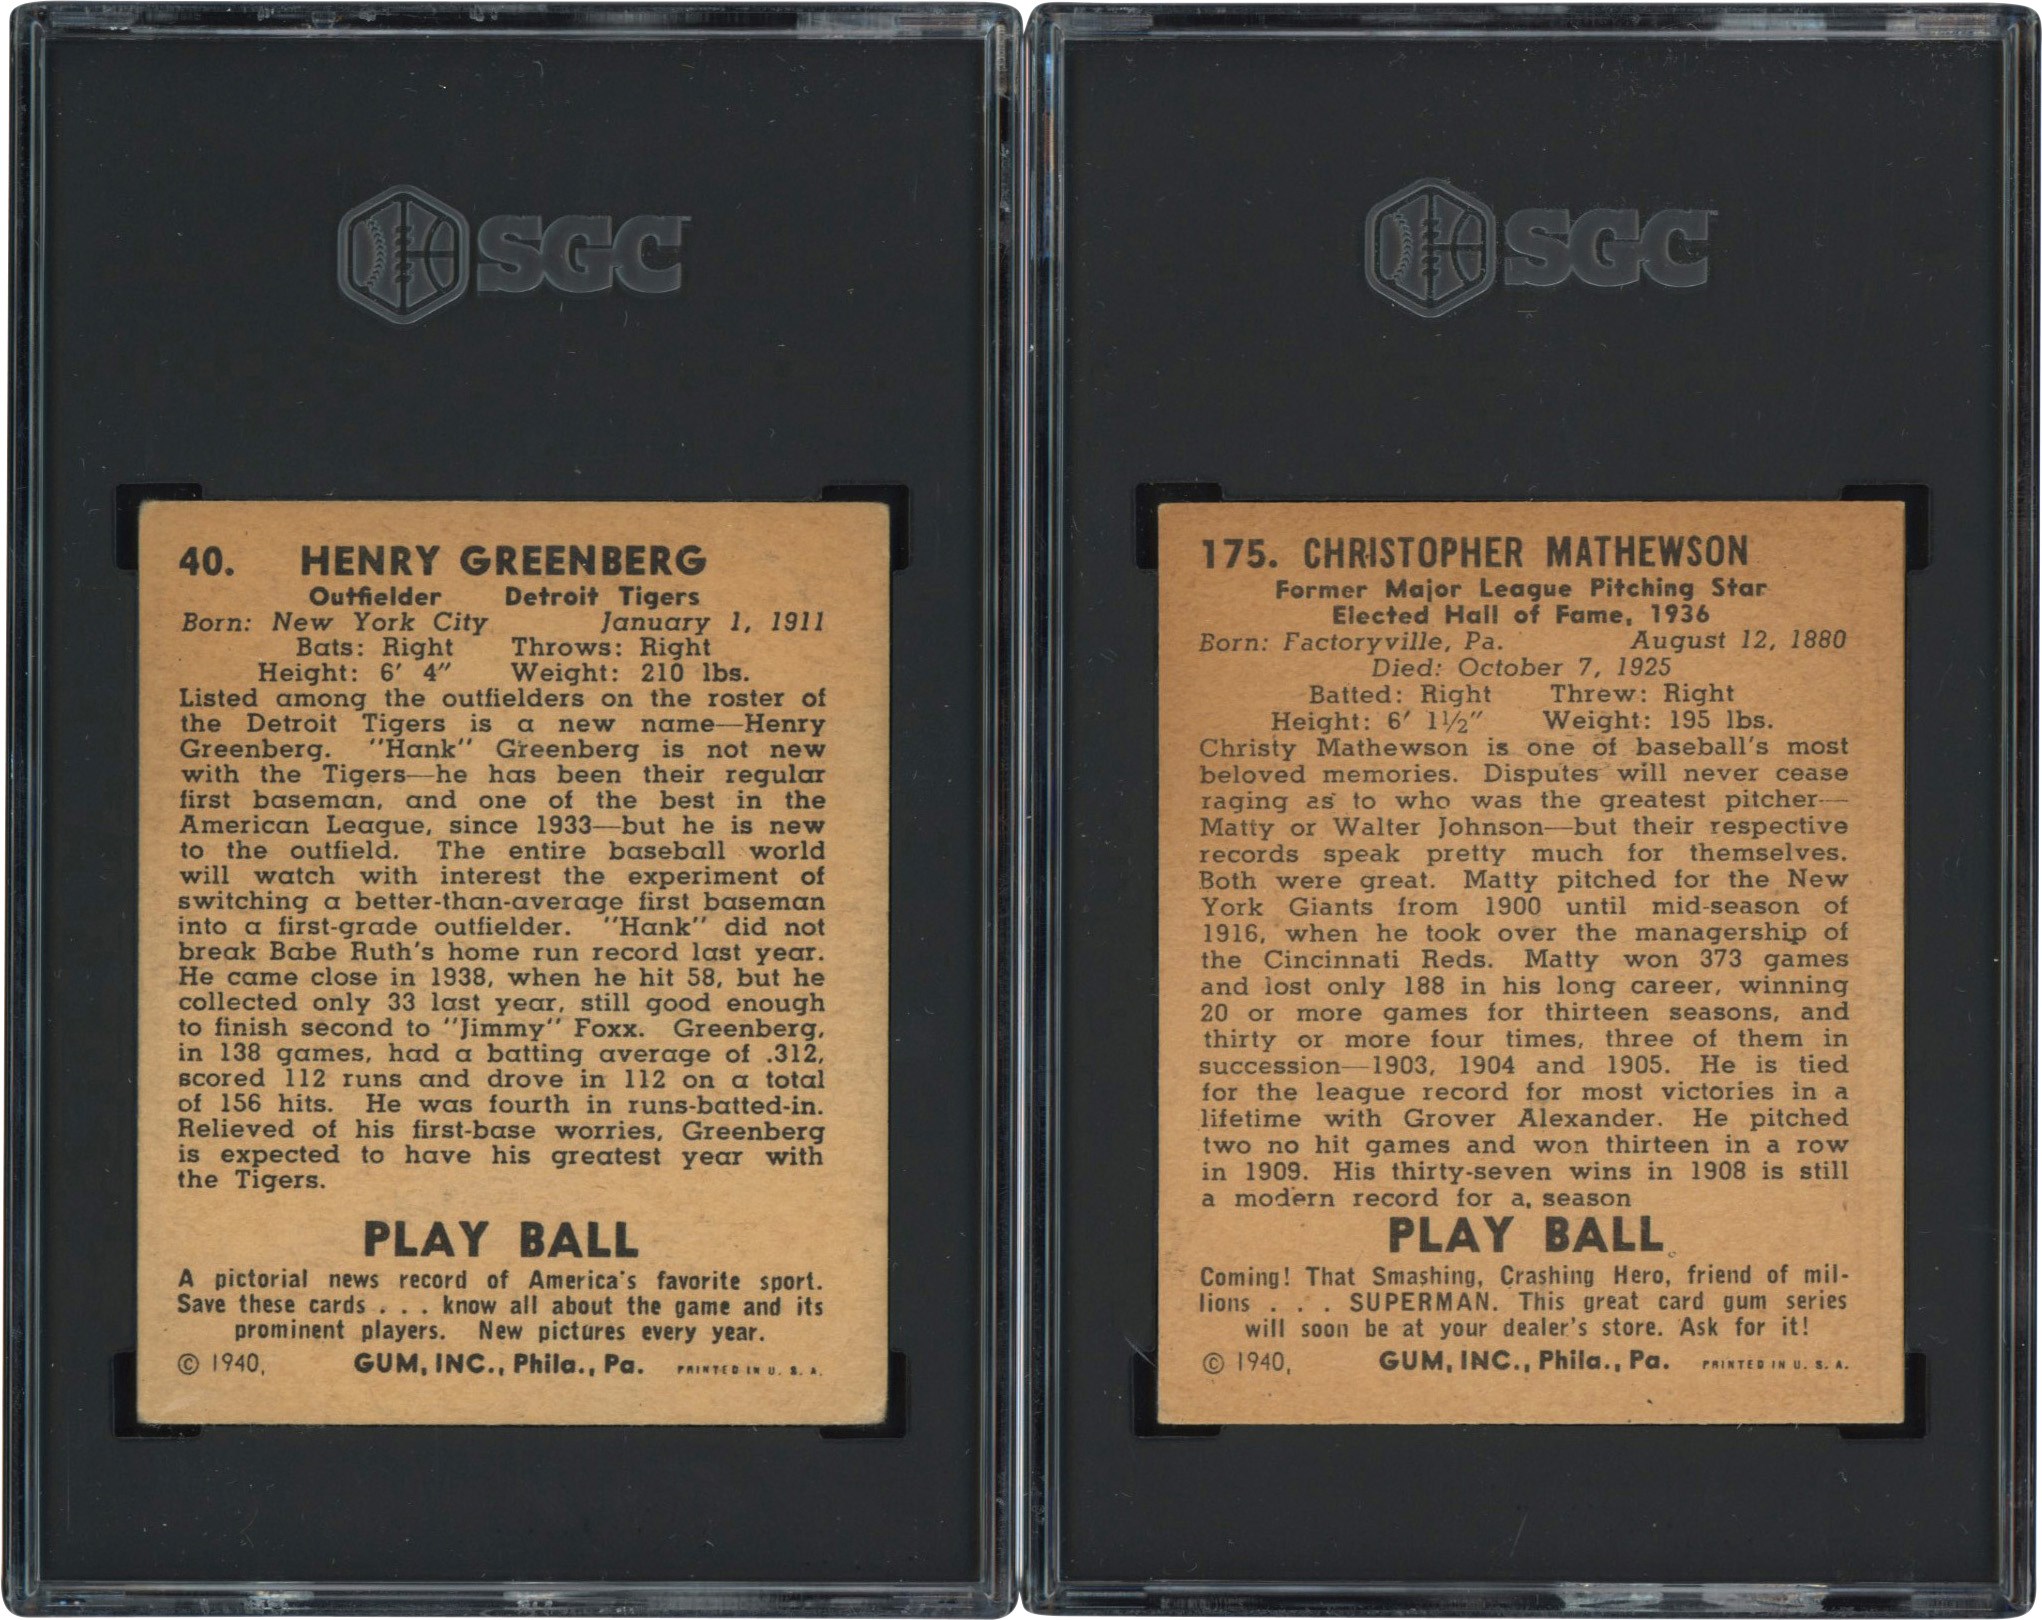 SGC
40. HENRY GREENBERG
Outfielder Detroit Tigers
Born: New York City January 1, 1911
Bats: Right Throws: Right
Height: 6' 4" Weight: 210 lbs.
Listed among the outfielders on the roster of
the Detroit Tigers is a new name—Henry
Greenberg. "Hank" Greenberg is not new
with the Tigers—he has been their regular
first baseman, and one of the best in the
American League, since 1933—but he is new
to the outfield. The entire baseball world
will watch with interest the experiment of
switching a better-than-average first baseman
into a first-grade outfielder. "Hank" did not
break Babe Ruth's home run record last year.
He came close in 1938, when he hit 58, but he
collected only 33 last year, still good enough
to finish second to "Jimmy" Foxx. Greenberg,
in 138 games, had a batting average of .312,
scored 112 runs and drove in 112 on a total
of 156 hits. He was fourth in runs-batted-in.
Relieved of his first-base worries, Greenberg
is expected to have his greatest year with
the Tigers.
PLAY BALL
A pictorial news record of America's favorite sport.
Save these cards . . . know all about the game and its
prominent players. New pictures every year.
© 1940, GUM, INC., Phila., Pa. PRINTED IN U. S. A.
SGC
175. CHRISTOPHER MATHEWSON
Former Major League Pitching Star
Elected Hall of Fame, 1936
Born: Factoryville, Pa. August 12, 1880
Died: October 7, 1925
Batted: Right Threw: Right
Height: 6' 1½" Weight: 195 lbs.
Christy Mathewson is one of baseball's most
beloved memories. Disputes will never cease
raging as to who was the greatest pitcher—
Matty or Walter Johnson—but their respective
records speak pretty much for themselves.
Both were great. Matty pitched for the New
York Giants from 1900 until mid-season of
1916, when he took over the managership of
the Cincinnati Reds. Matty won 373 games
and lost only 188 in his long career, winning
20 or more games for thirteen seasons, and
thirty or more four times, three of them in
succession—1903, 1904 and 1905. He is tied
for the league record for most victories in a
lifetime with Grover Alexander. He pitched
two no hit games and won thirteen in a row
in 1909. His thirty-seven wins in 1908 is still
a modern record for a season
PLAY BALL
Coming! That Smashing, Crashing Hero, friend of mil-
lions . . . SUPERMAN. This great card gum series
will soon be at your dealer's store. Ask for it!
© 1940, GUM, INC., Phila., Pa. PRINTED IN U. S. A.